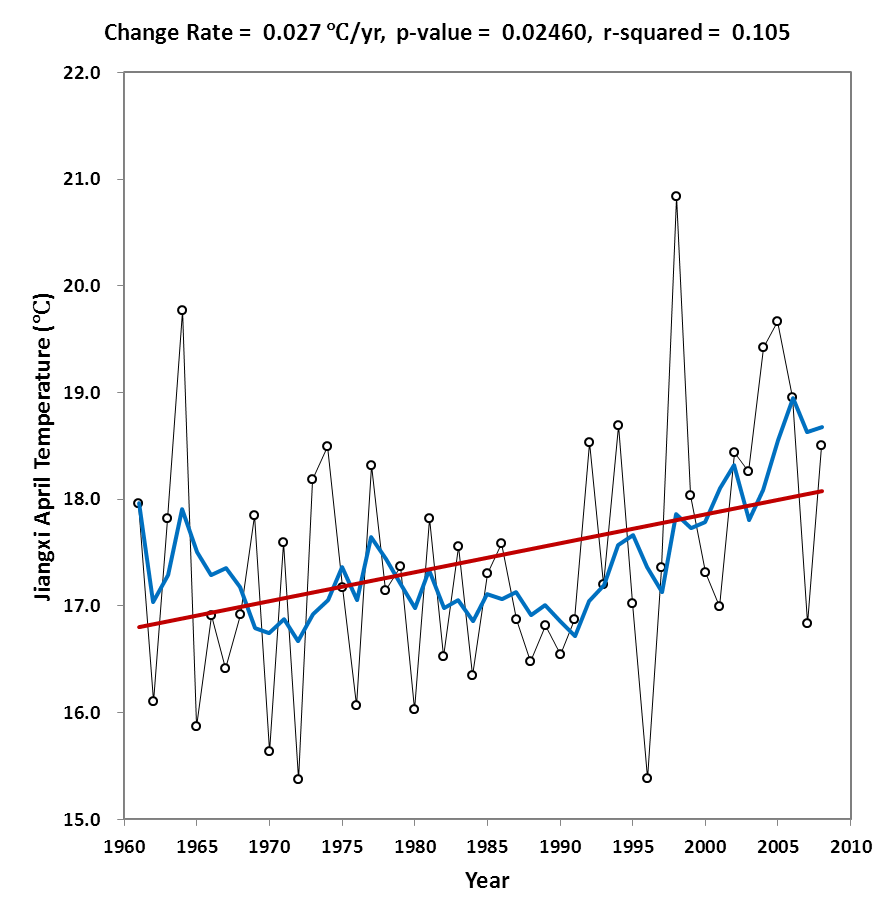 Change Rate = 0.027 ℃/yr, p-value = 0.02460, r-squared = 0.105
22.0
21.0
20.0
19.0
18.0
17.0
16.0
15.0
Jiangxi April Temperature (℃)
1960 1965 1970 1975 1980 1985 1990 1995 2000 2005 2010
Year